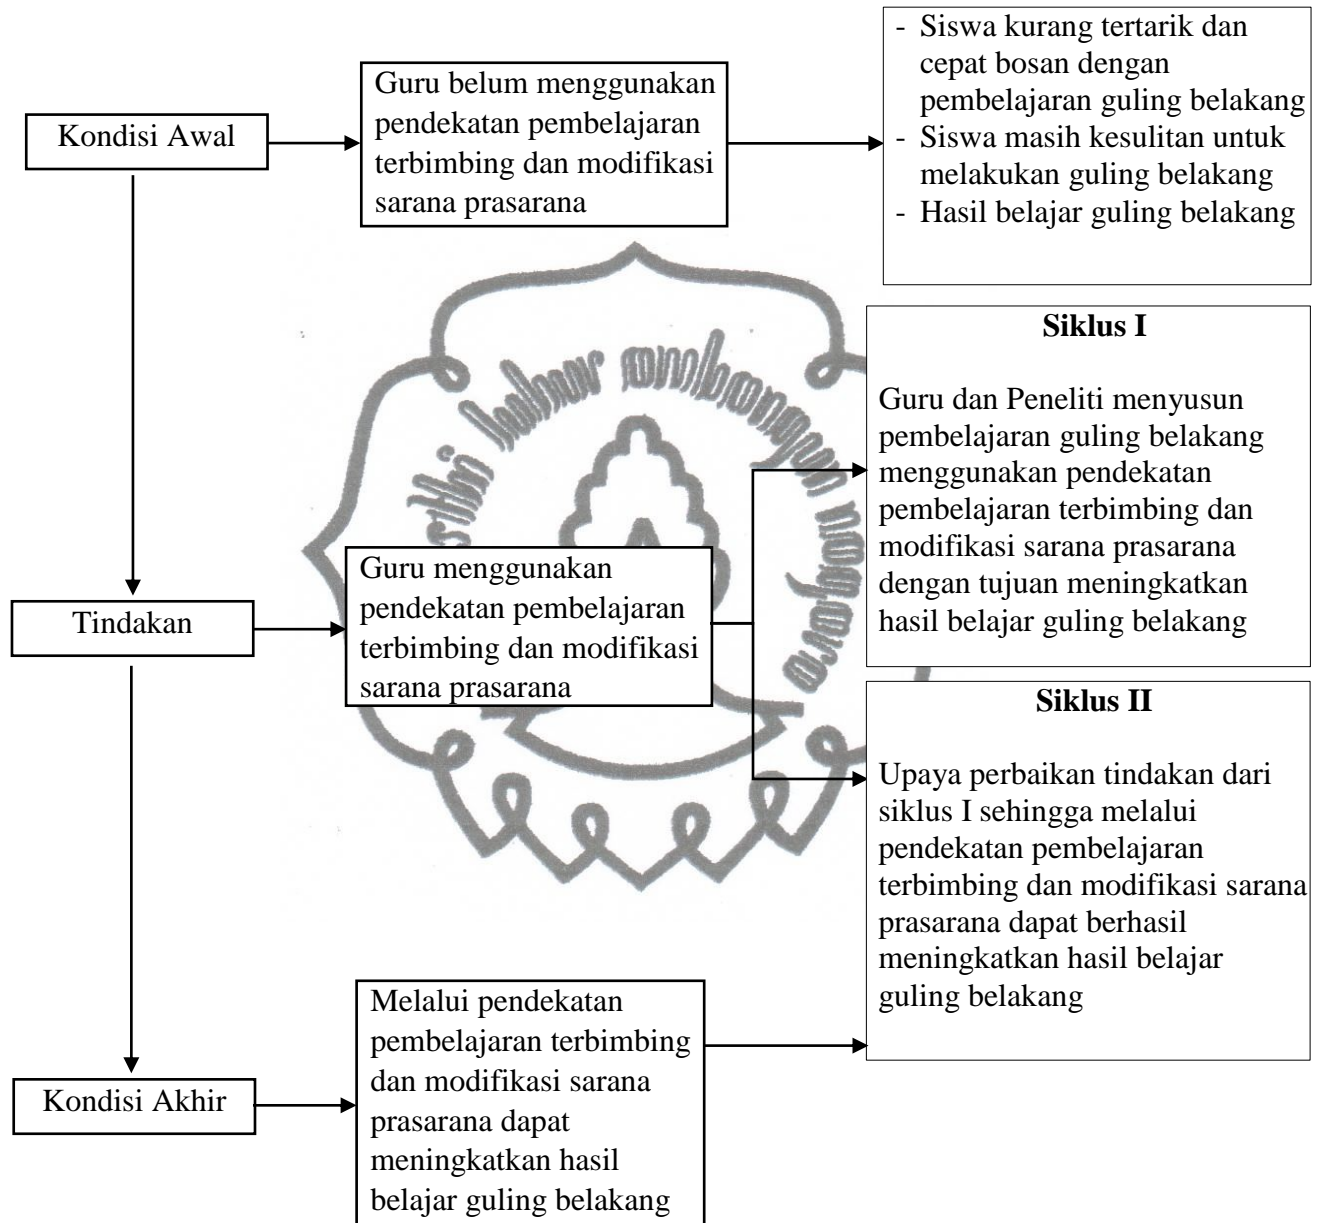 Kondisi Awal
Guru belum menggunakan
pendekatan pembelajaran
terbimbing dan modifikasi
sarana prasarana
- Siswa kurang tertarik dan
cepat bosan dengan
pembelajaran guling belakang
- Siswa masih kesulitan untuk
melakukan guling belakang
- Hasil belajar guling belakang
Tindakan
Guru menggunakan
pendekatan pembelajaran
terbimbing dan modifikasi
sarana prasarana
Siklus I
Guru dan Peneliti menyusun
pembelajaran guling belakang
menggunakan pendekatan
pembelajaran terbimbing dan
modifikasi sarana prasarana
dengan tujuan meningkatkan
hasil belajar guling belakang
Siklus II
Upaya perbaikan tindakan dari
siklus I sehingga melalui
pendekatan pembelajaran
terbimbing dan modifikasi sarana
prasarana dapat berhasil
meningkatkan hasil belajar
guling belakang
Kondisi Akhir
Melalui pendekatan
pembelajaran terbimbing
dan modifikasi sarana
prasarana dapat
meningkatkan hasil
belajar guling belakang